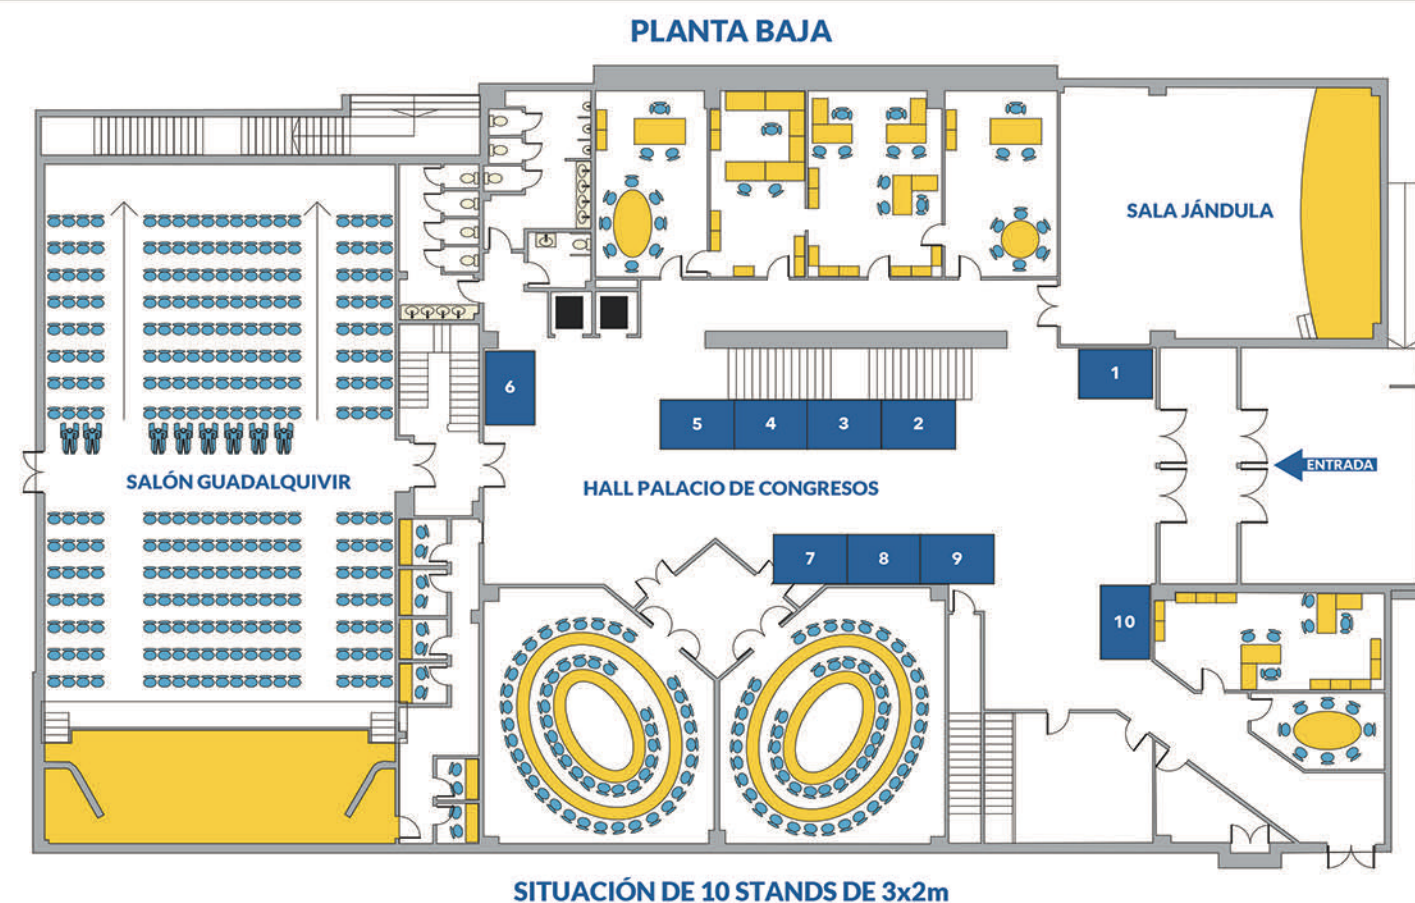 PLANTA BAJA
SALA JÁNDULA
6
1
5
4
3
2
ENTRADA
SALÓN GUADALQUIVIR
HALL PALACIO DE CONGRESOS
7
8
9
10
SITUACIÓN DE 10 STANDS DE 3x2m